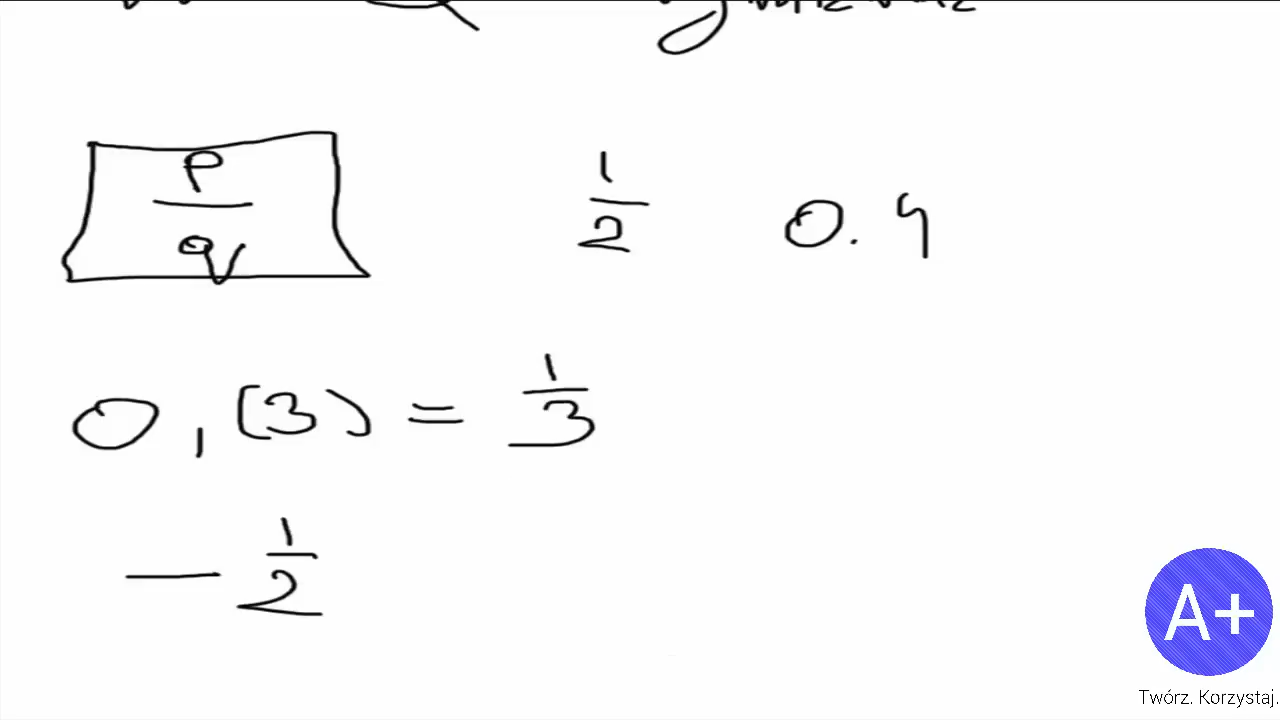 p/q 1/2 0.4
0,(3) = 1/3
- 1/2
A+
Twórz. Korzystaj.